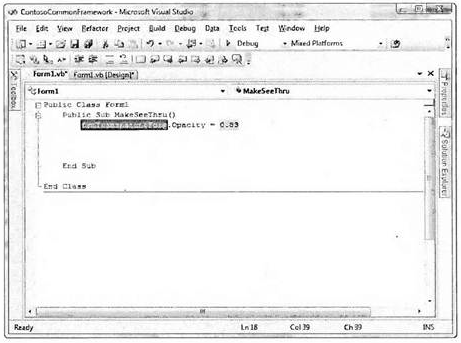 ContosoCommonFramework - Microsoft Visual Studio
File Edit View Refactor Project Build Debug Data Tools Test Window Help
Debug Mixed Platforms
Form1.vb* Form1.vb [Design]*
Toolbox
Form1 MakeSeeThru
Properties
Solution Explorer
Public Class Form1
Public Sub MakeSeeThru()
.Opacity = 0.83
End Sub
End Class
Ready Ln 18 Col 39 Ch 39 INS